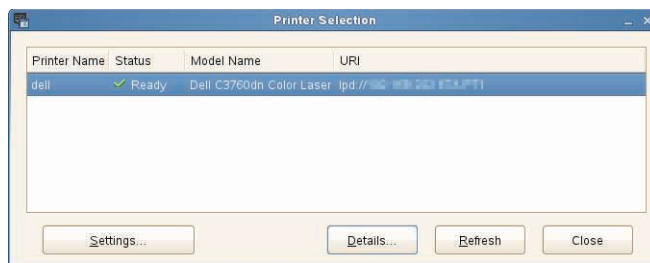 Printer Selection
Printer Name Status Model Name URI
dell Ready Dell C3760dn Color Laser lpd://
Settings... Details... Refresh Close